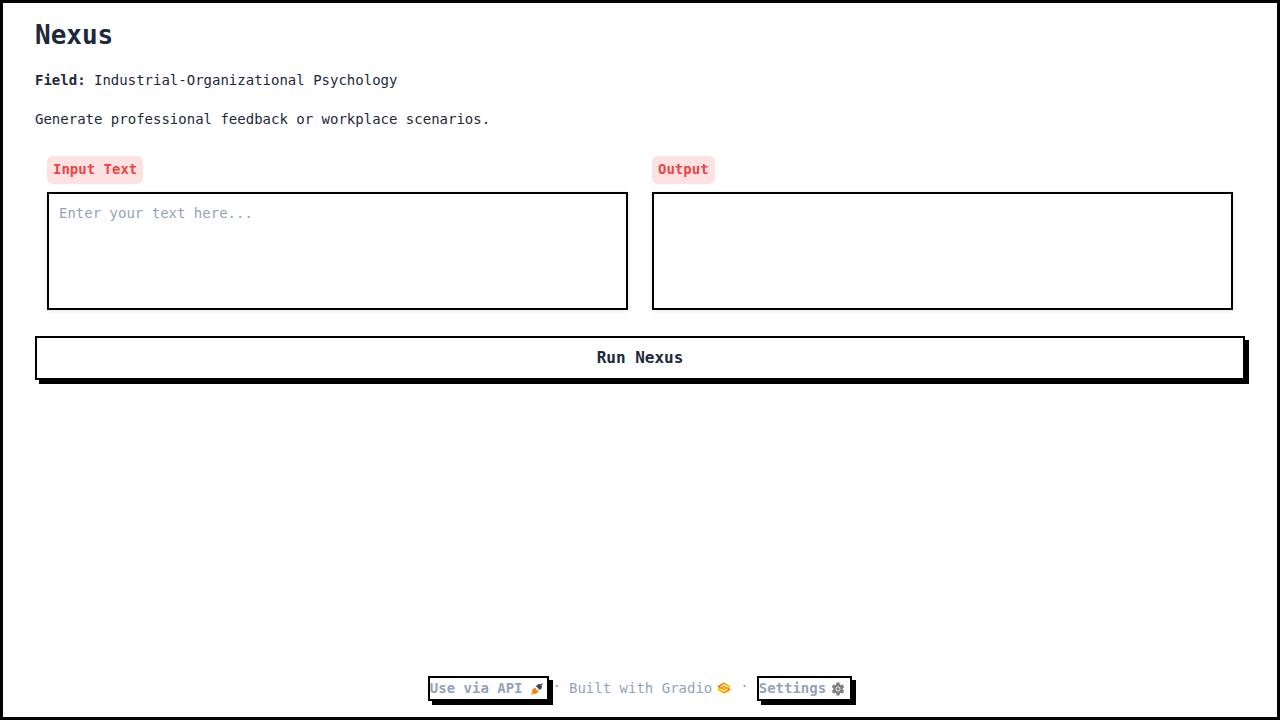 Nexus
Field: Industrial-Organizational Psychology
Generate professional feedback or workplace scenarios.
Input Text
Output
Enter your text here...
Run Nexus
Use via API · Built with Gradio · Settings